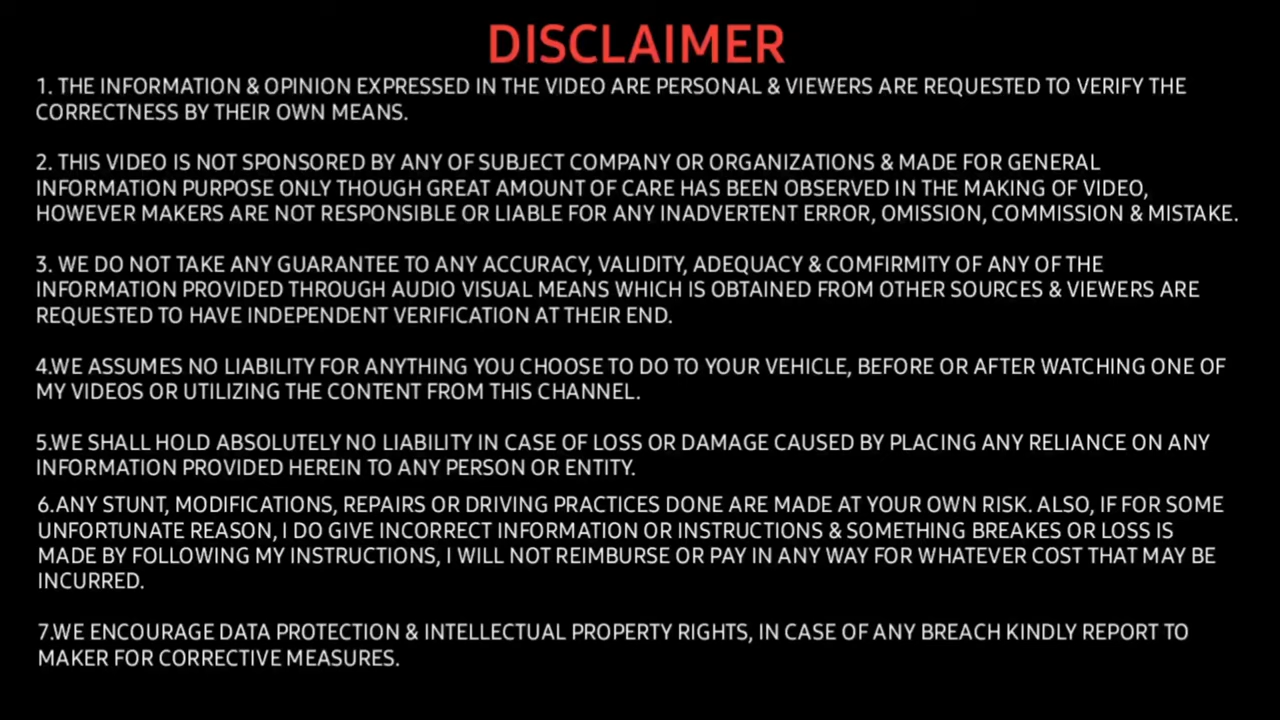 DISCLAIMER
1. THE INFORMATION & OPINION EXPRESSED IN THE VIDEO ARE PERSONAL & VIEWERS ARE REQUESTED TO VERIFY THE
CORRECTNESS BY THEIR OWN MEANS.
2. THIS VIDEO IS NOT SPONSORED BY ANY OF SUBJECT COMPANY OR ORGANIZATIONS & MADE FOR GENERAL
INFORMATION PURPOSE ONLY THOUGH GREAT AMOUNT OF CARE HAS BEEN OBSERVED IN THE MAKING OF VIDEO,
HOWEVER MAKERS ARE NOT RESPONSIBLE OR LIABLE FOR ANY INADVERTENT ERROR, OMISSION, COMMISSION & MISTAKE.
3. WE DO NOT TAKE ANY GUARANTEE TO ANY ACCURACY, VALIDITY, ADEQUACY & COMFIRMITY OF ANY OF THE
INFORMATION PROVIDED THROUGH AUDIO VISUAL MEANS WHICH IS OBTAINED FROM OTHER SOURCES & VIEWERS ARE
REQUESTED TO HAVE INDEPENDENT VERIFICATION AT THEIR END.
4.WE ASSUMES NO LIABILITY FOR ANYTHING YOU CHOOSE TO DO TO YOUR VEHICLE, BEFORE OR AFTER WATCHING ONE OF
MY VIDEOS OR UTILIZING THE CONTENT FROM THIS CHANNEL.
5.WE SHALL HOLD ABSOLUTELY NO LIABILITY IN CASE OF LOSS OR DAMAGE CAUSED BY PLACING ANY RELIANCE ON ANY
INFORMATION PROVIDED HEREIN TO ANY PERSON OR ENTITY.
6.ANY STUNT, MODIFICATIONS, REPAIRS OR DRIVING PRACTICES DONE ARE MADE AT YOUR OWN RISK. ALSO, IF FOR SOME
UNFORTUNATE REASON, I DO GIVE INCORRECT INFORMATION OR INSTRUCTIONS & SOMETHING BREAKES OR LOSS IS
MADE BY FOLLOWING MY INSTRUCTIONS, I WILL NOT REIMBURSE OR PAY IN ANY WAY FOR WHATEVER COST THAT MAY BE
INCURRED.
7.WE ENCOURAGE DATA PROTECTION & INTELLECTUAL PROPERTY RIGHTS, IN CASE OF ANY BREACH KINDLY REPORT TO
MAKER FOR CORRECTIVE MEASURES.